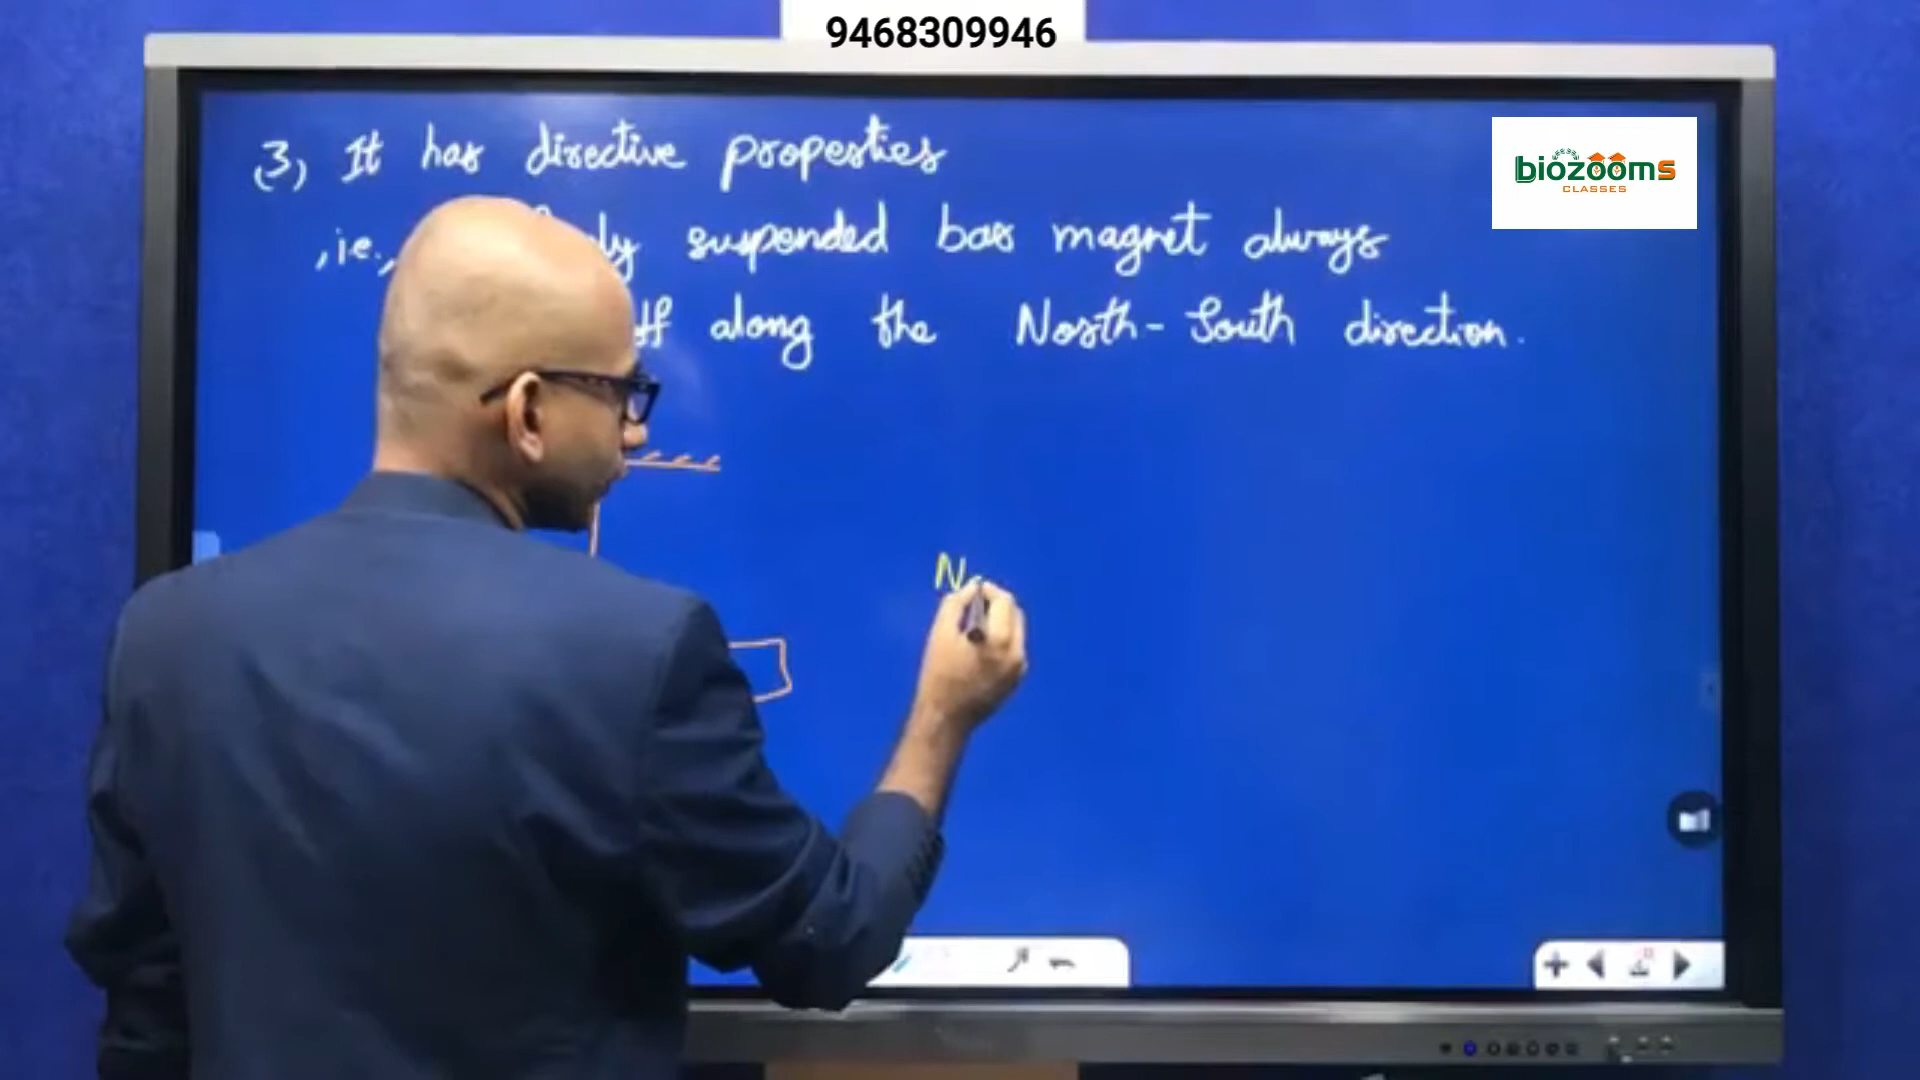 9468309946
biozooms
CLASSES
(3) It has directive properties
,ie., suspended bar magnet always
along the North-South direction.
N